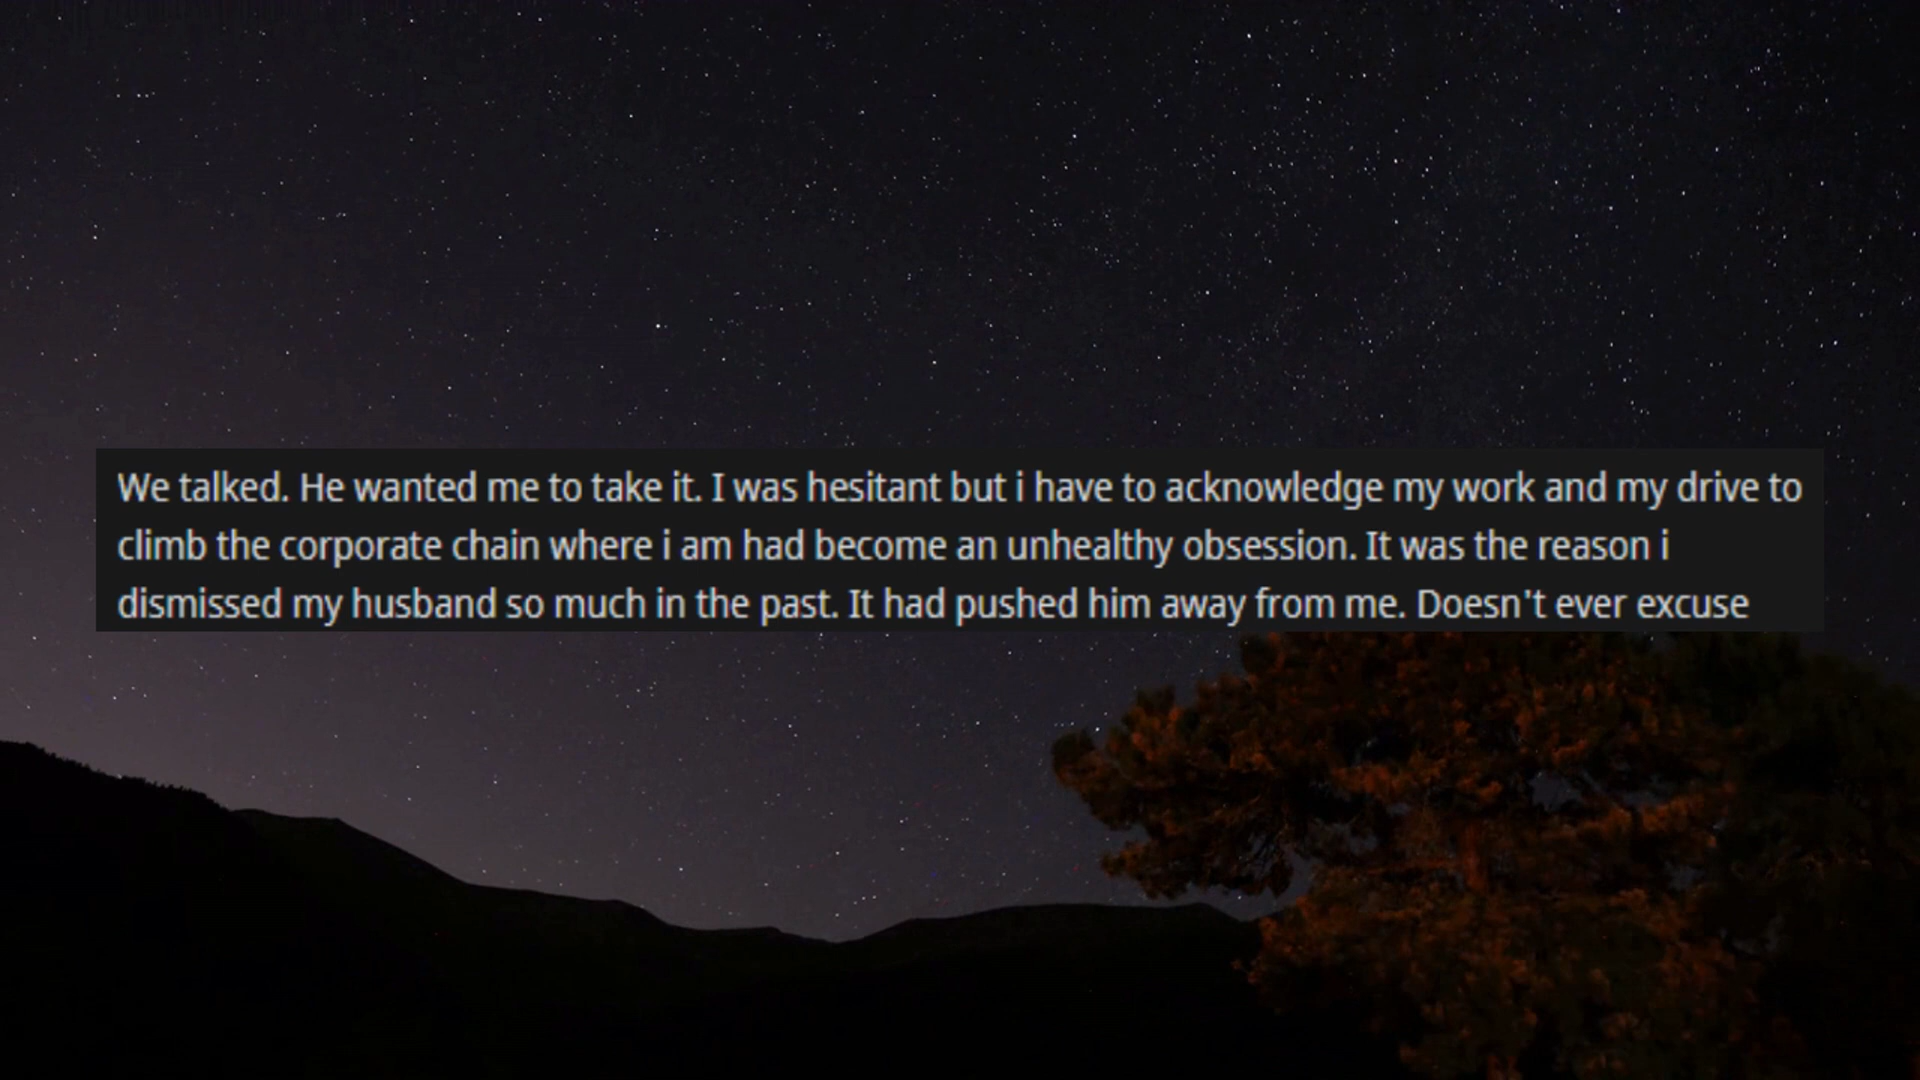 We talked. He wanted me to take it. I was hesitant but i have to acknowledge my work and my drive to
climb the corporate chain where i am had become an unhealthy obsession. It was the reason i
dismissed my husband so much in the past. It had pushed him away from me. Doesn't ever excuse